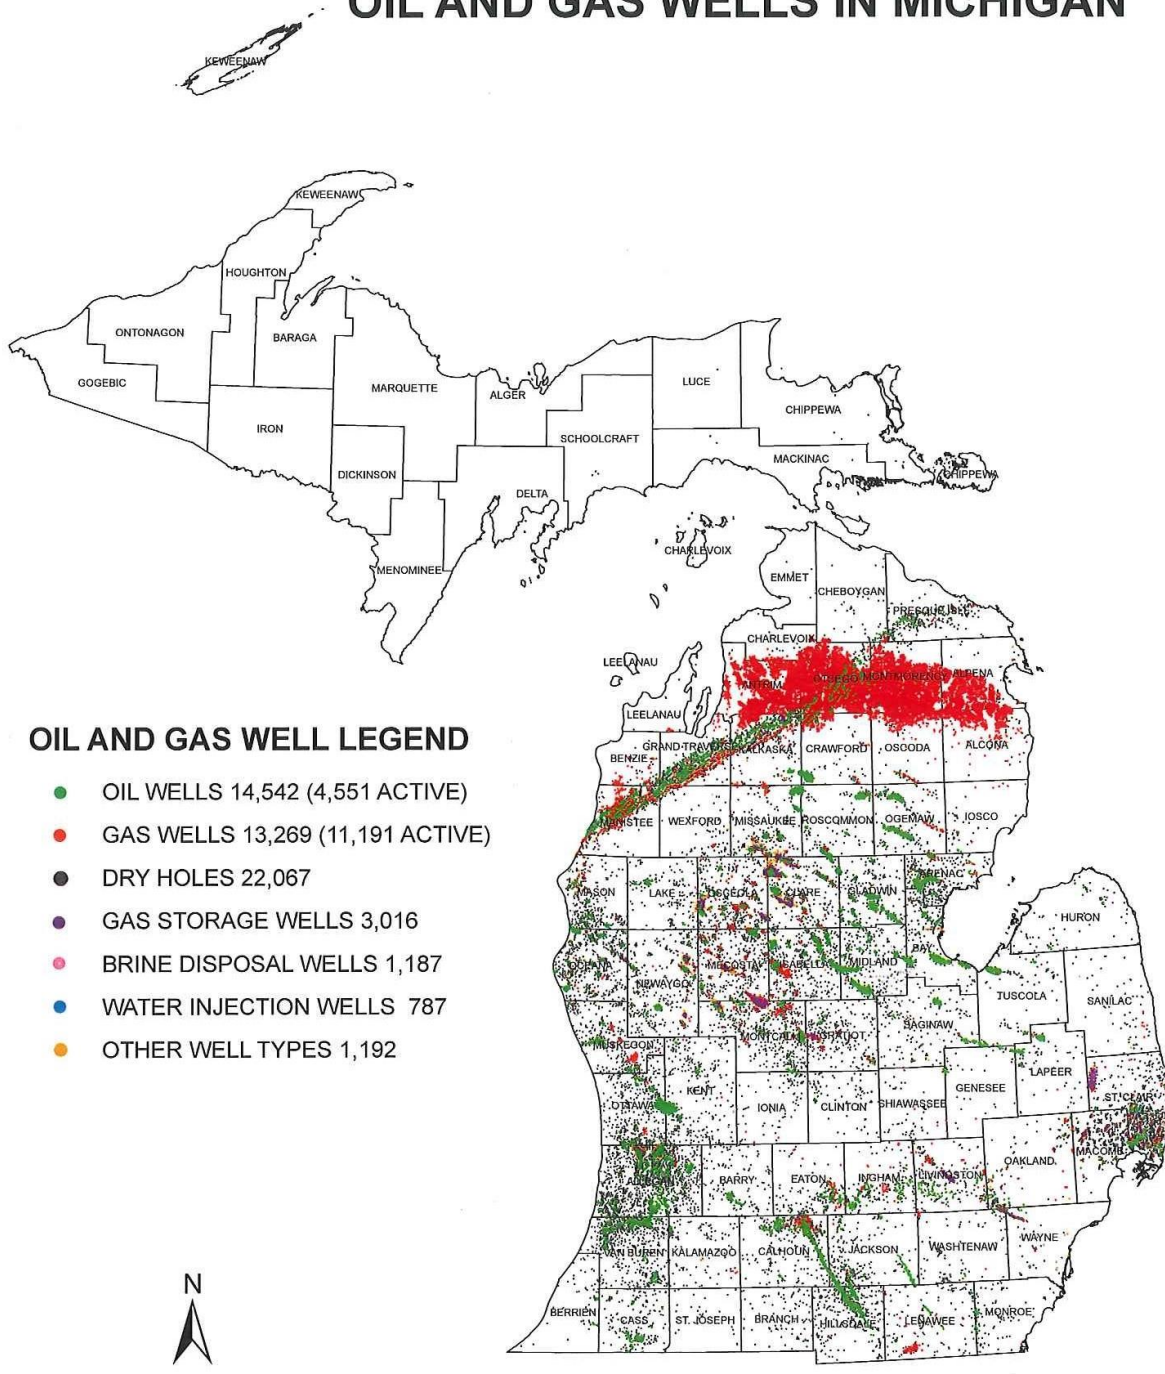 OIL AND GAS WELLS IN MICHIGAN
KEWEENAW
KEWEENAW
HOUGHTON
ONTONAGON
BARAGA
GOGEBIC
MARQUETTE
ALGER
LUCE
CHIPPEWA
IRON
SCHOOLCRAFT
MACKINAC
DICKINSON
CHIPPEWA
DELTA
CHARLEVOIX
MENOMINEE
EMMET
CHEBOYGAN
PRESQUE ISLE
CHARLEVOIX
LEELANAU
ANTRIM
OTSEGO
MONTMORENCY
ALPENA
LEELANAU
BENZIE
GRAND TRAVERSE
KALKASKA
CRAWFORD
OSCODA
ALCONA
MANISTEE
WEXFORD
MISSAUKEE
ROSCOMMON
OGEMAW
IOSCO
MASON
LAKE
OSCEOLA
CLARE
GLADWIN
ARENAC
HURON
OCEANA
NEWAYGO
MECOSTA
ISABELLA
MIDLAND
BAY
TUSCOLA
SANILAC
MUSKEGON
MONTCALM
GRATIOT
SAGINAW
OTTAWA
KENT
IONIA
CLINTON
SHIAWASSEE
GENESEE
LAPEER
ST. CLAIR
ALLEGAN
BARRY
EATON
INGHAM
LIVINGSTON
OAKLAND
MACOMB
VAN BUREN
KALAMAZOO
CALHOUN
JACKSON
WASHTENAW
WAYNE
BERRIEN
CASS
ST. JOSEPH
BRANCH
HILLSDALE
LENAWEE
MONROE
OIL AND GAS WELL LEGEND
OIL WELLS 14,542 (4,551 ACTIVE)
GAS WELLS 13,269 (11,191 ACTIVE)
DRY HOLES 22,067
GAS STORAGE WELLS 3,016
BRINE DISPOSAL WELLS 1,187
WATER INJECTION WELLS 787
OTHER WELL TYPES 1,192
N